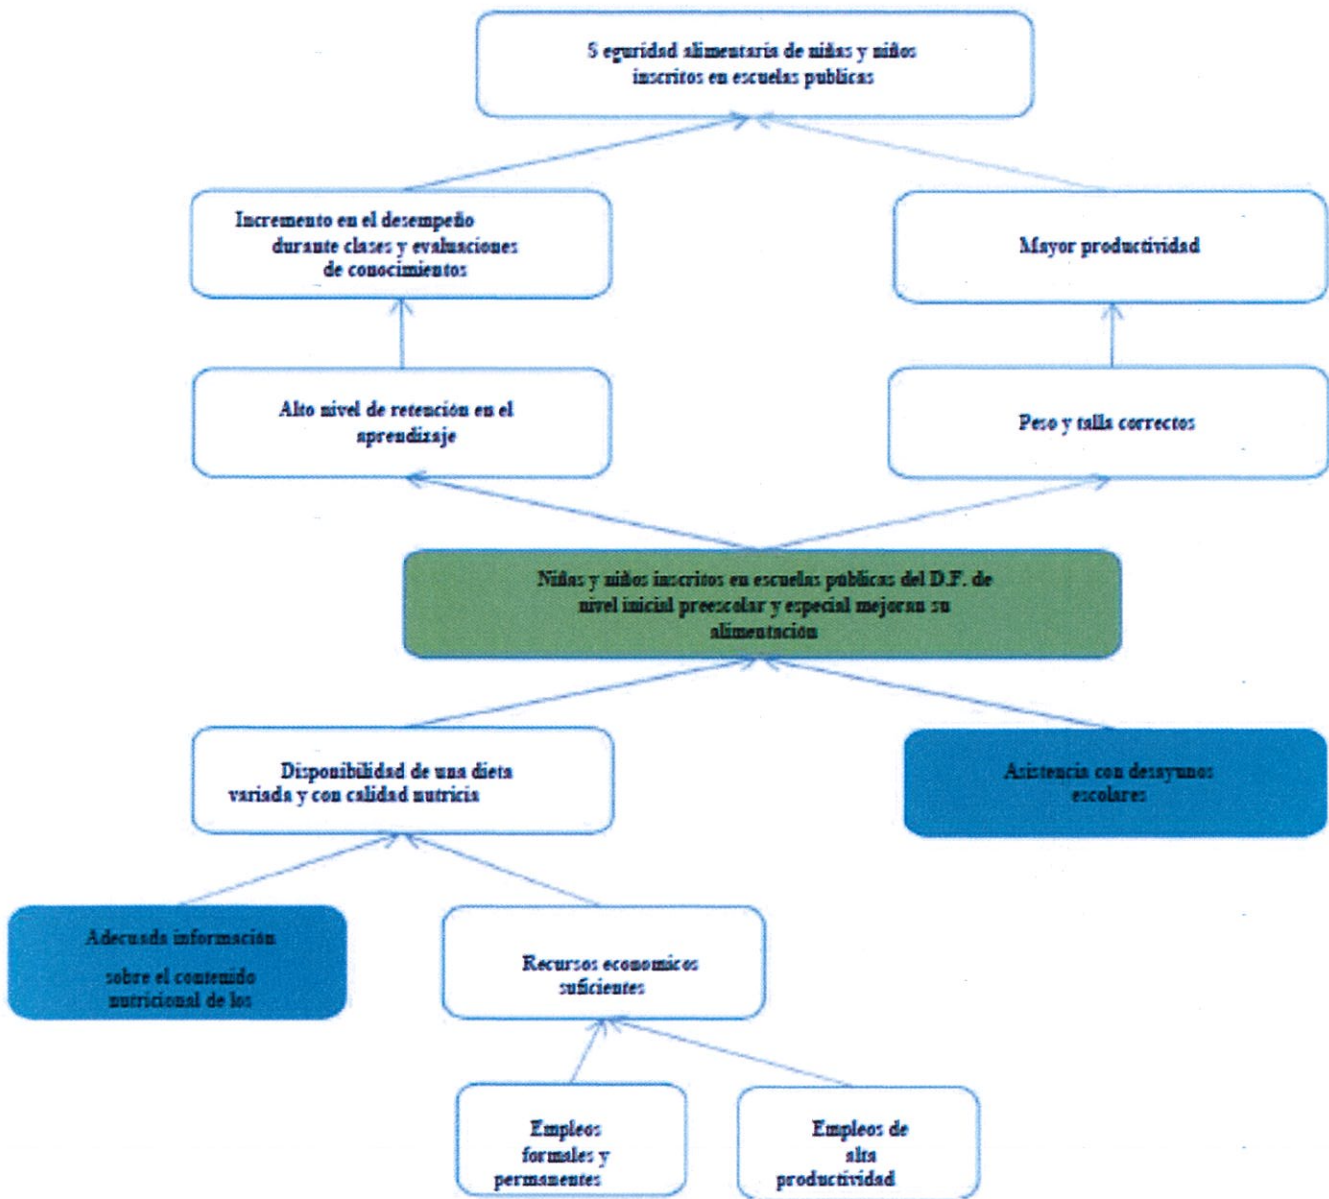 S eguridad alimentaria de niñas y niños
inscritos en escuelas publicas
Incremento en el desempeño
durante clases y evaluaciones
de conocimientos
Mayor productividad
Alto nivel de retención en el
aprendizaje
Peso y talla correctos
Niñas y niños inscritos en escuelas públicas del D.F. de
nivel inicial preescolar y especial mejoran su
alimentación
Disponibilidad de una dieta
variada y con calidad nutricia
Asistencia con desayunos
escolares
Adecuada información
sobre el contenido
nutricional de los
Recursos economicos
suficientes
Empleos
formales y
permanentes
Empleos de
alta
productividad